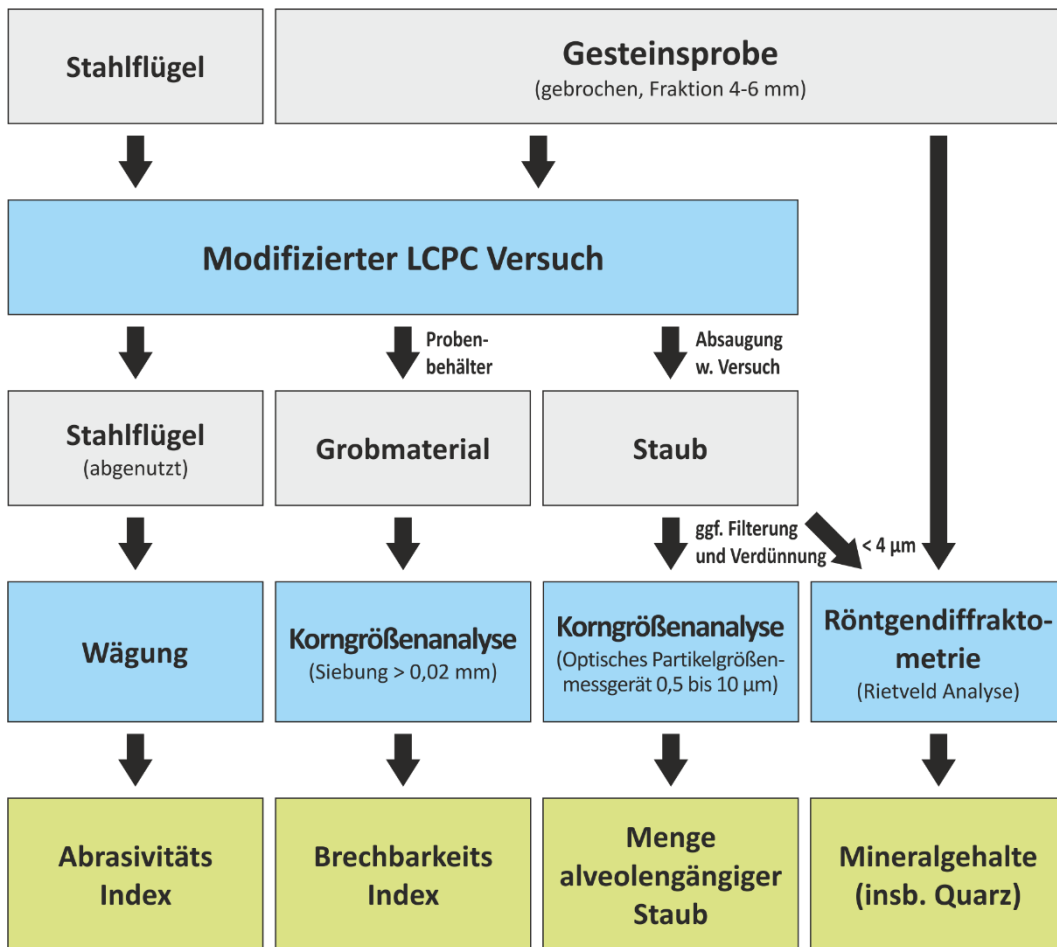 Stahlflügel
Gesteinsprobe
(gebrochen, Fraktion 4-6 mm)
Modifizierter LCPC Versuch
Proben-
behälter
Absaugung
w. Versuch
Stahlflügel
(abgenutzt)
Grobmaterial
Staub
ggf. Filterung
und Verdünnung
< 4 µm
Wägung
Korngrößenanalyse
(Siebung > 0,02 mm)
Korngrößenanalyse
(Optisches Partikelgrößen-
messgerät 0,5 bis 10 µm)
Röntgendiffrakto-
metrie
(Rietveld Analyse)
Abrasivitäts
Index
Brechbarkeits
Index
Menge
alveolengängiger
Staub
Mineralgehalte
(insb. Quarz)